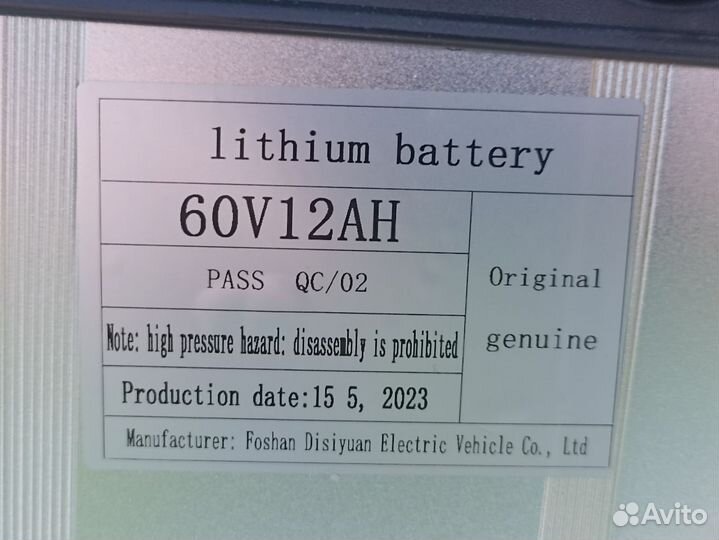 lithium battery
60V12AH
PASS QC/02
Note: high pressure hazard: disassembly is prohibited
Original
genuine
Production date:15 5, 2023
Manufacturer: Foshan Disiyuan Electric Vehicle Co., Ltd
Avito